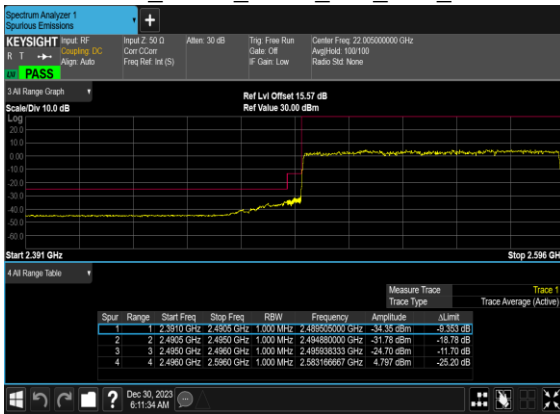 Spectrum Analyzer 1
Spurious Emissions
KEYSIGHT
R T
Input: RF
Coupling: DC
Align: Auto
Input Z: 50 Ω
Corr CCorr
Freq Ref: Int (S)
Atten: 30 dB
Trig: Free Run
Gate: Off
IF Gain: Low
Center Freq: 22.005000000 GHz
Avg|Hold: 100/100
Radio Std: None
PASS
3 All Range Graph
Scale/Div 10.0 dB
Ref Lvl Offset 15.57 dB
Ref Value 30.00 dBm
Log
20.0
10.0
0.00
-10.0
-20.0
-30.0
-40.0
-50.0
-60.0
Start 2.391 GHz
Stop 2.596 GH
4 All Range Table
Measure Trace Trace 1
Trace Type Trace Average (Active)
Spur Range Start Freq Stop Freq RBW Frequency Amplitude ΔLimit
1 1 2.3910 GHz 2.4905 GHz 1.000 MHz 2.489505000 GHz -34.35 dBm -9.353 dB
2 2 2.4905 GHz 2.4950 GHz 1.000 MHz 2.494880000 GHz -31.78 dBm -18.78 dB
3 3 2.4950 GHz 2.4960 GHz 1.000 MHz 2.495938333 GHz -24.70 dBm -11.70 dB
4 4 2.4960 GHz 2.5960 GHz 1.000 MHz 2.583166667 GHz 4.797 dBm -25.20 dB
Dec 30, 2023
6:11:34 AM